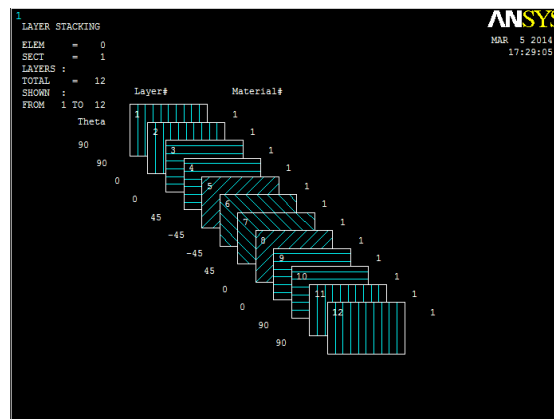 1
LAYER STACKING
ANSYS
MAR 5 2014
17:29:05
ELEM = 0
SECT = 1
LAYERS :
TOTAL = 12
SHOWN :
FROM 1 TO 12
Layer# Material#
Theta
1 1
90
2 1
90
3 1
0
4 1
0
5 1
45
6 1
-45
7 1
-45
8 1
45
9 1
0
10 1
0
11 1
90
12 1
90